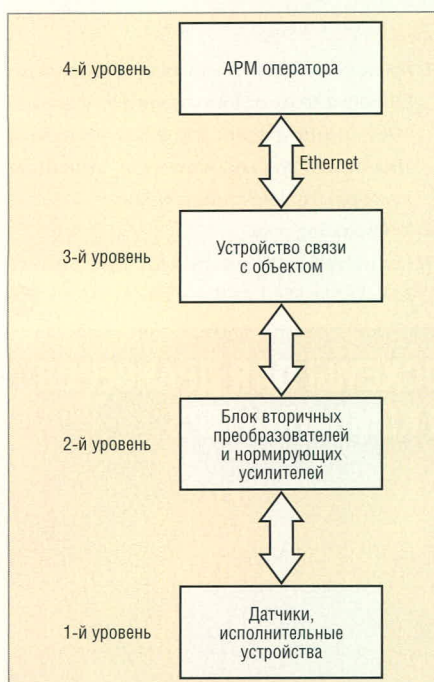 4-й уровень
АРМ оператора
Ethernet
3-й уровень
Устройство связи
с объектом
2-й уровень
Блок вторичных
преобразователей
и нормирующих
усилителей
1-й уровень
Датчики,
исполнительные
устройства